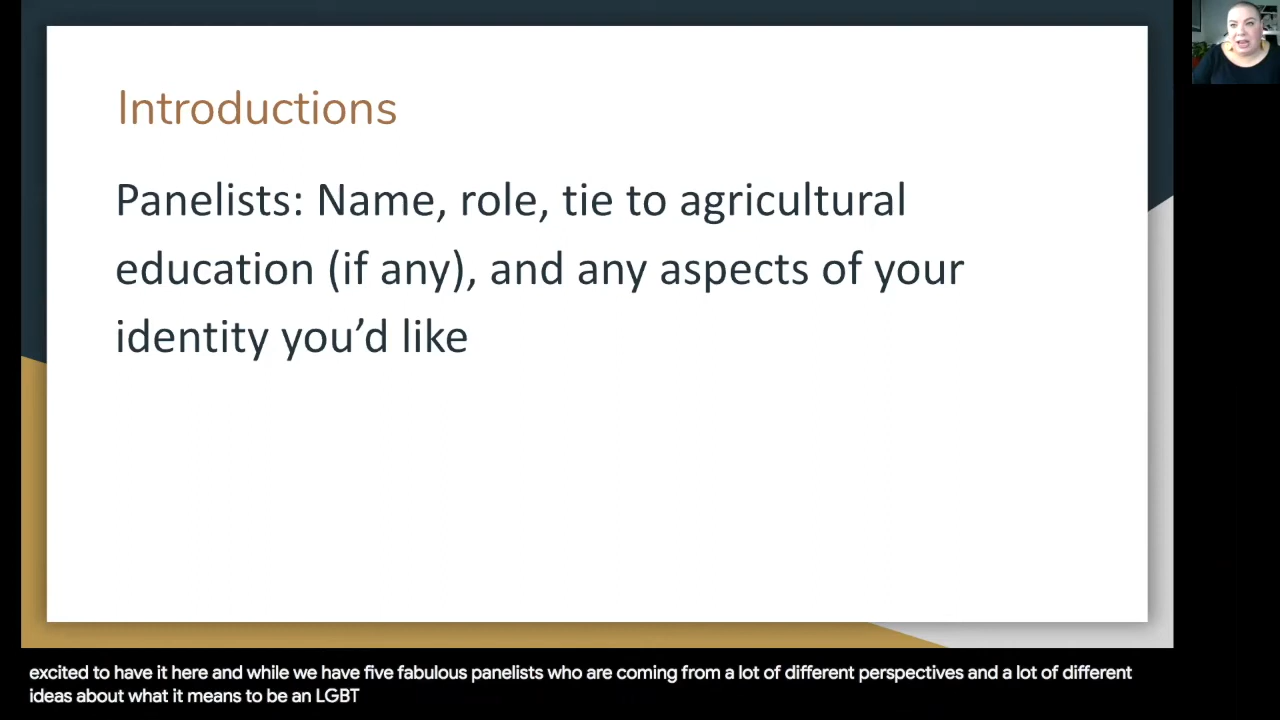 Introductions
Panelists: Name, role, tie to agricultural
education (if any), and any aspects of your
identity you’d like
excited to have it here and while we have five fabulous panelists who are coming from a lot of different perspectives and a lot of different
ideas about what it means to be an LGBT